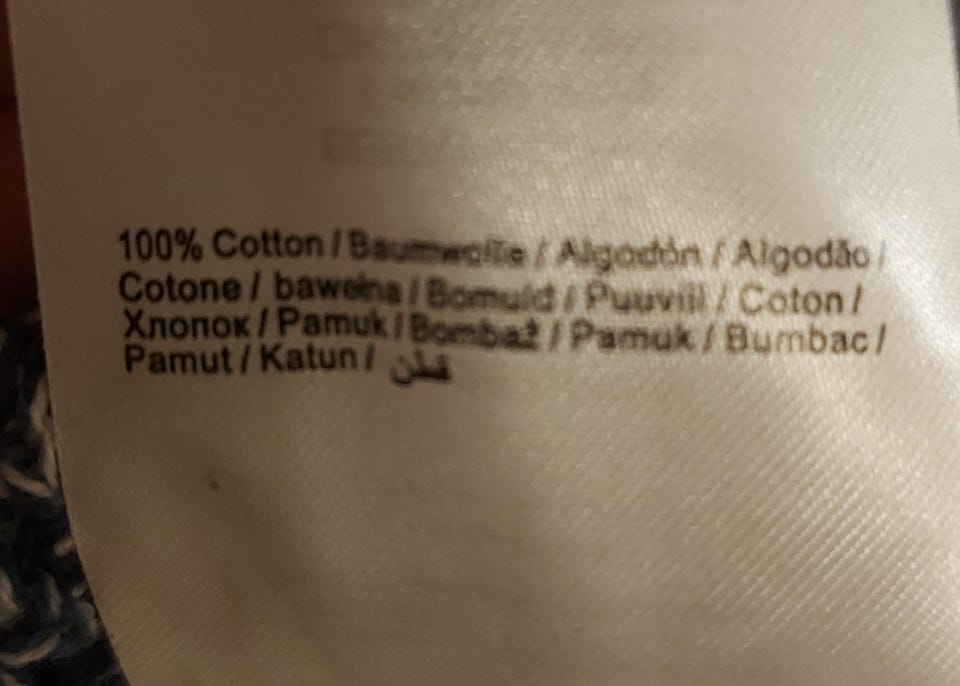 100% Cotton / Baumwolle / Algodón / Algodão /
Cotone / bawełna / Bomuld / Puuvill / Coton /
Хлопок / Pamuk / Bombaž / Pamuk / Bumbac /
Pamut / Katun / قطن